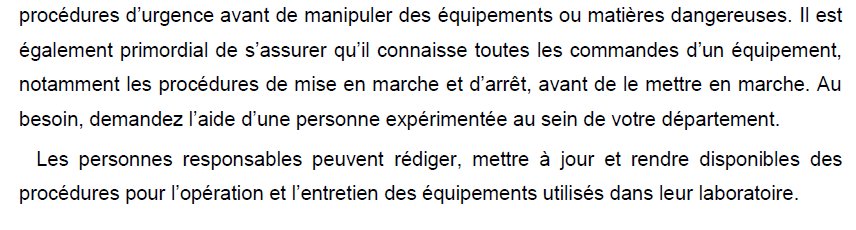 procédures d’urgence avant de manipuler des équipements ou matières dangereuses. Il est
également primordial de s’assurer qu’il connaisse toutes les commandes d’un équipement,
notamment les procédures de mise en marche et d’arrêt, avant de le mettre en marche. Au
besoin, demandez l’aide d’une personne expérimentée au sein de votre département.
Les personnes responsables peuvent rédiger, mettre à jour et rendre disponibles des
procédures pour l’opération et l’entretien des équipements utilisés dans leur laboratoire.